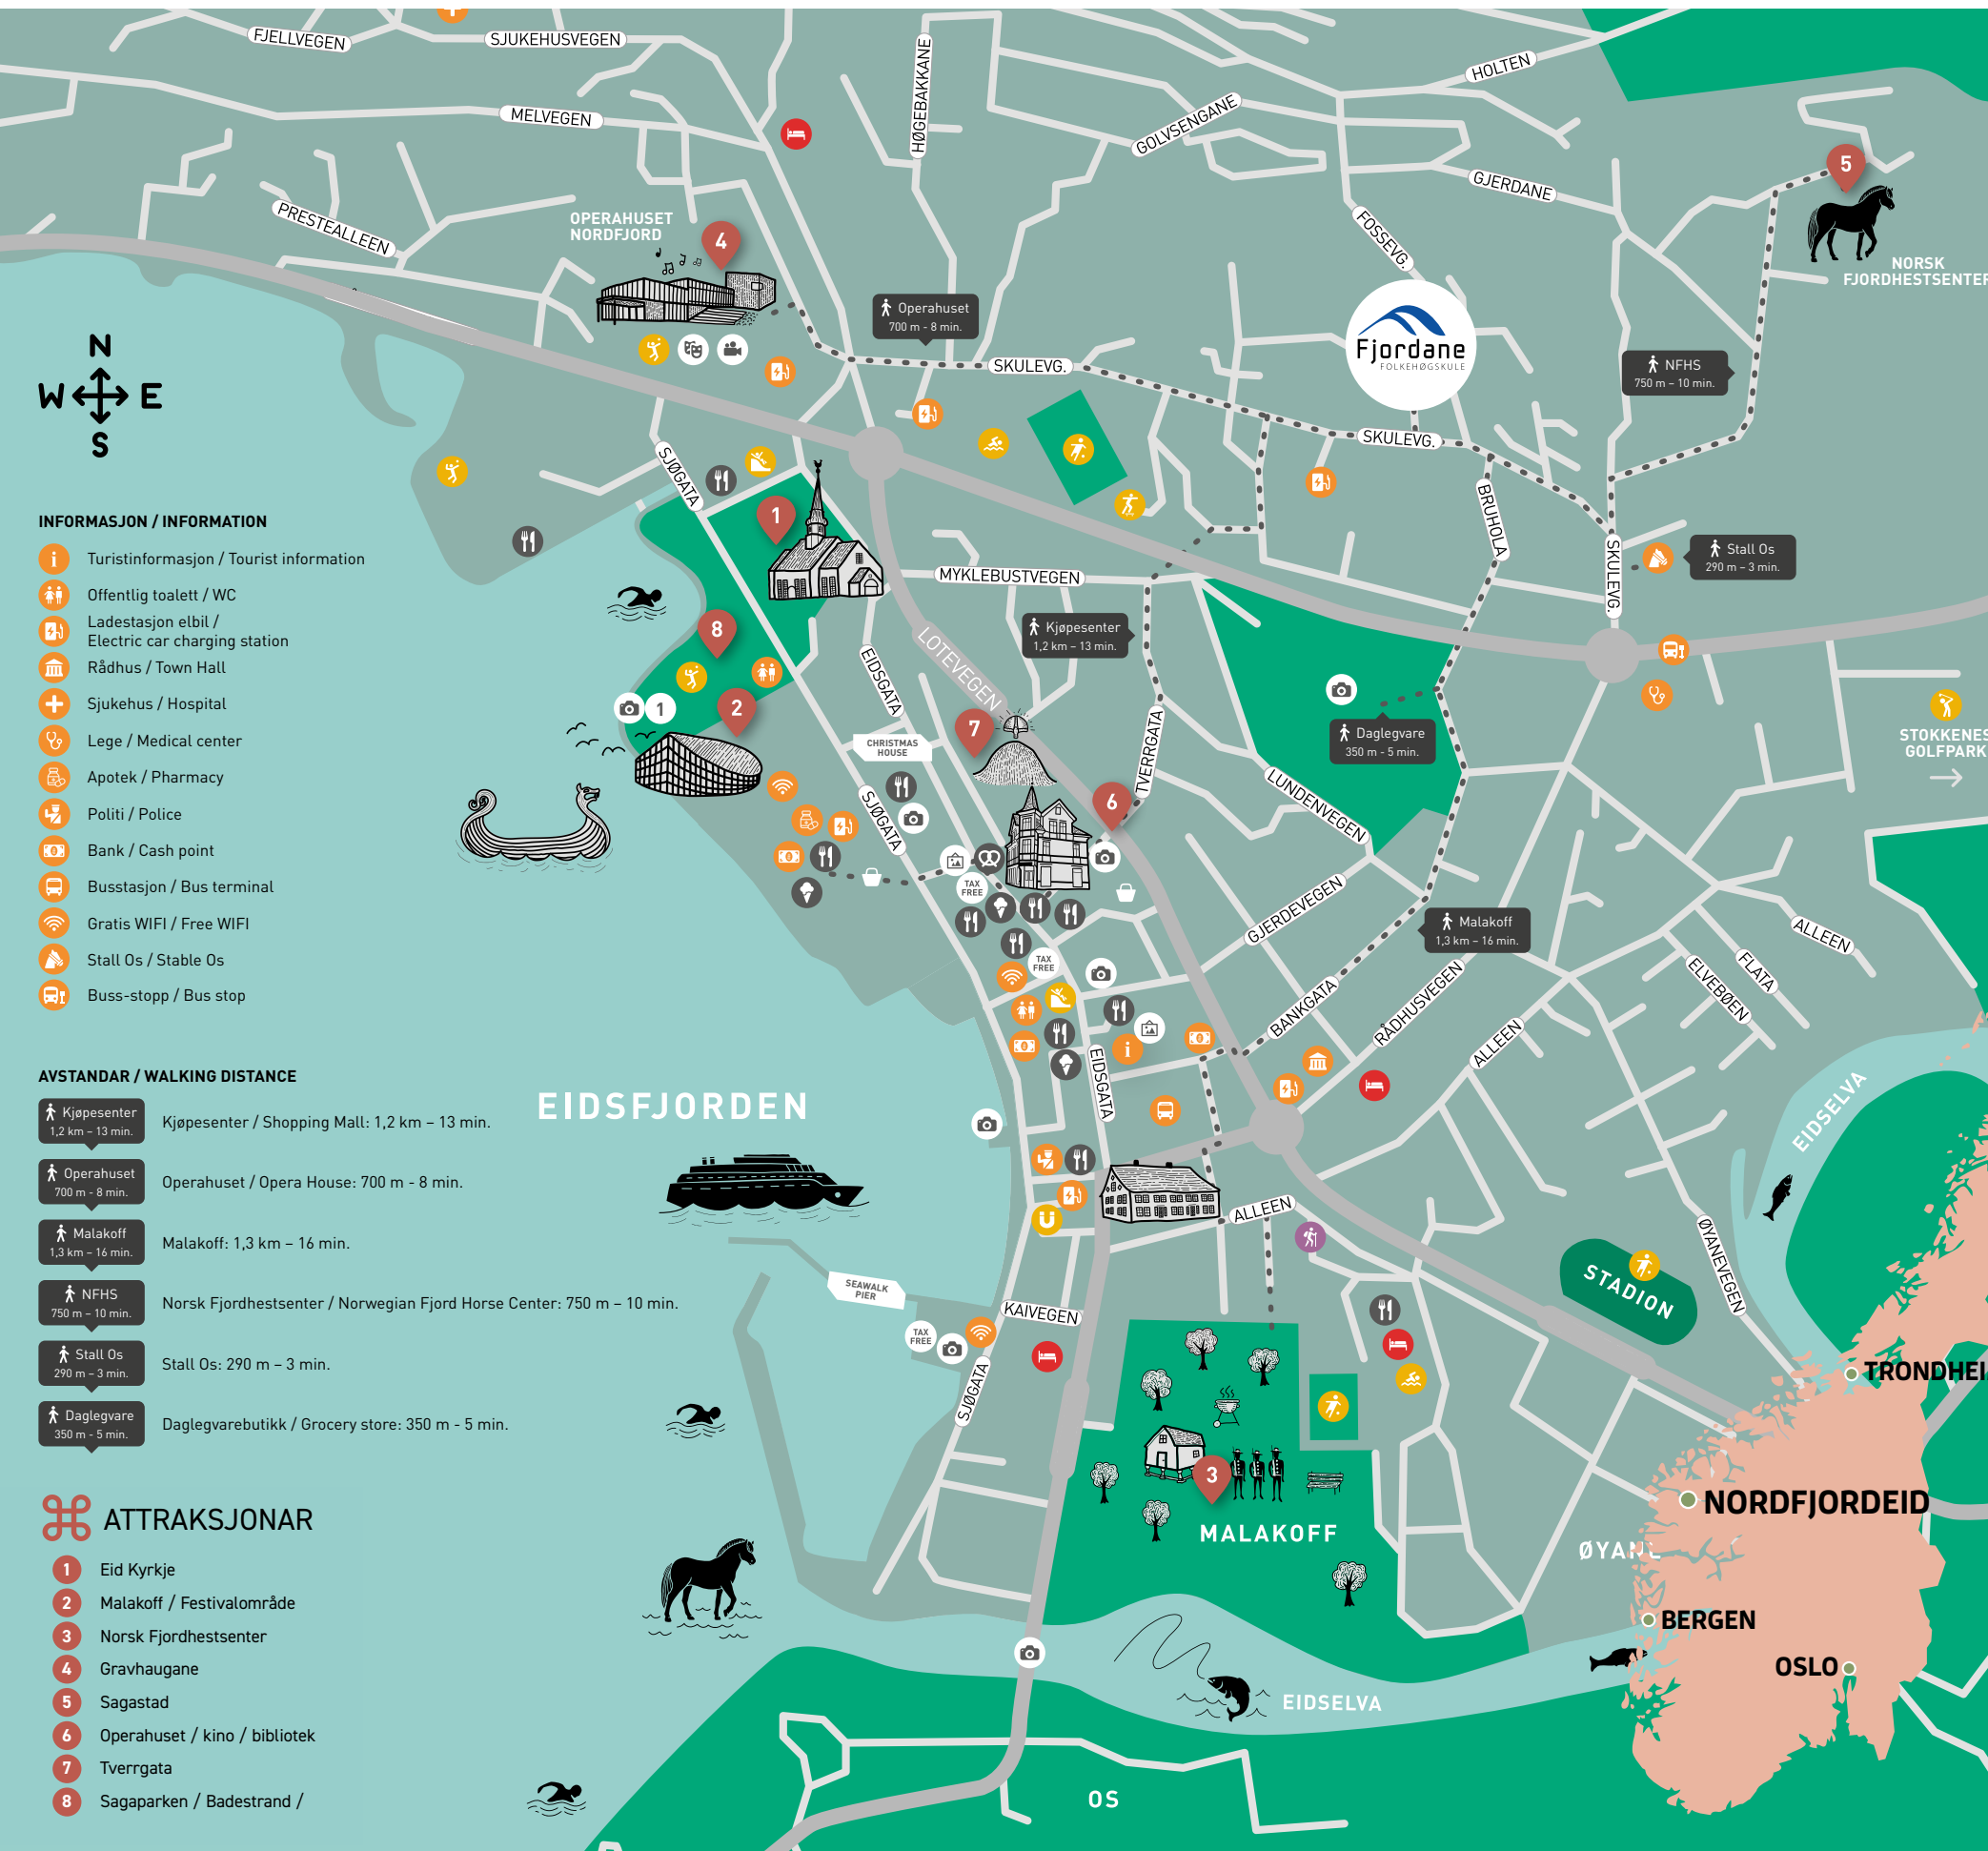 FJELLVEGEN
SJUKEHUSVEGEN
HØGEBAKKANE
HOLTEN
MELVEGEN
GOLVSENGANE
GJERDANE
5
PRESTEALLEEN
OPERAHUSET
NORDFJORD
4
FOSSEVG.
NORSK
FJORDHESTSENTER
Operahuset
700 m - 8 min.
Fjordane
FOLKEHØGSKULE
SKULEVG.
NFHS
750 m – 10 min.
N
W E
S
SKULEVG.
SJØGATA
1
BRUHOLA
SKULEVG.
Stall Os
290 m – 3 min.
MYKLEBUSTVEGEN
Kjøpesenter
1,2 km – 13 min.
8
LOTEVEGEN
EIDSGATA
1
2
7
CHRISTMAS
HOUSE
TVERRGATA
Daglegvare
350 m - 5 min.
STOKKENES
GOLFPARK
SJØGATA
6
LUNDENVEGEN
TAX
FREE
GJERDEVEGEN
Malakoff
1,3 km – 16 min.
ALLEEN
FLATA
ELVEBØEN
TAX
FREE
BANKGATA
RÅDHUSVEGEN
ALLEEN
EIDSGATA
EIDSFJORDEN
EIDSELVA
ALLEEN
ØYANEVEGEN
STADION
SEAWALK
PIER
TAX
FREE
KAIVEGEN
SJØGATA
3
MALAKOFF
EIDSELVA
OS
TRONDHEI
NORDFJORDEID
BERGEN
OSLO
INFORMASJON / INFORMATION
i
i Turistinformasjon / Tourist information
Offentlig toalett / WC
Ladestasjon elbil /
Electric car charging station
Rådhus / Town Hall
Sjukehus / Hospital
Lege / Medical center
Apotek / Pharmacy
Politi / Police
Bank / Cash point
Busstasjon / Bus terminal
Gratis WIFI / Free WIFI
Stall Os / Stable Os
Buss-stopp / Bus stop
AVSTANDAR / WALKING DISTANCE
Kjøpesenter
1,2 km – 13 min.
Kjøpesenter / Shopping Mall: 1,2 km – 13 min.
Operahuset
700 m - 8 min.
Operahuset / Opera House: 700 m - 8 min.
Malakoff
1,3 km – 16 min.
Malakoff: 1,3 km – 16 min.
NFHS
750 m – 10 min.
Norsk Fjordhestsenter / Norwegian Fjord Horse Center: 750 m – 10 min.
Stall Os
290 m – 3 min.
Stall Os: 290 m – 3 min.
Daglegvare
350 m - 5 min.
Daglegvarebutikk / Grocery store: 350 m - 5 min.
ATTRAKSJONAR
1 Eid Kyrkje
2 Malakoff / Festivalområde
3 Norsk Fjordhestsenter
4 Gravhaugane
5 Sagastad
6 Operahuset / kino / bibliotek
7 Tverrgata
8 Sagaparken / Badestrand /